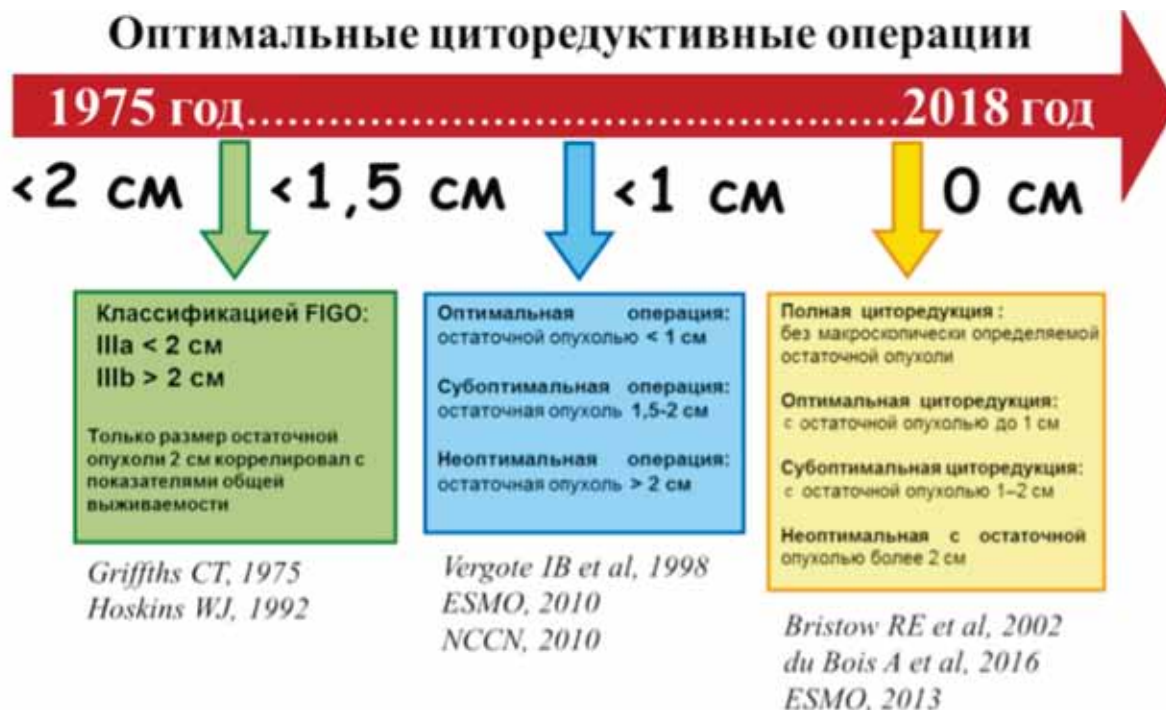 Оптимальные циторедуктивные операции
1975 год..................................................2018 год
<2 см
<1,5 см
<1 см
0 см
Классификацией FIGO:
IIIa < 2 см
IIIb > 2 см
Только размер остаточной
опухоли 2 см коррелировал с
показателями общей
выживаемости
Griffths CT, 1975
Hoskins WJ, 1992
Оптимальная операция:
остаточной опухолью < 1 см
Субоптимальная операция:
остаточная опухоль 1,5-2 см
Неоптимальная операция:
остаточная опухоль > 2 см
Vergote IB et al, 1998
ESMO, 2010
NCCN, 2010
Полная циторедукция :
без макроскопически определяемой
остаточной опухоли
Оптимальная циторедукция:
с остаточной опухолью до 1 см
Субоптимальная циторедукция:
с остаточной опухолью 1–2 см
Неоптимальная с остаточной
опухолью более 2 см
Bristow RE et al, 2002
du Bois A et al, 2016
ESMO, 2013